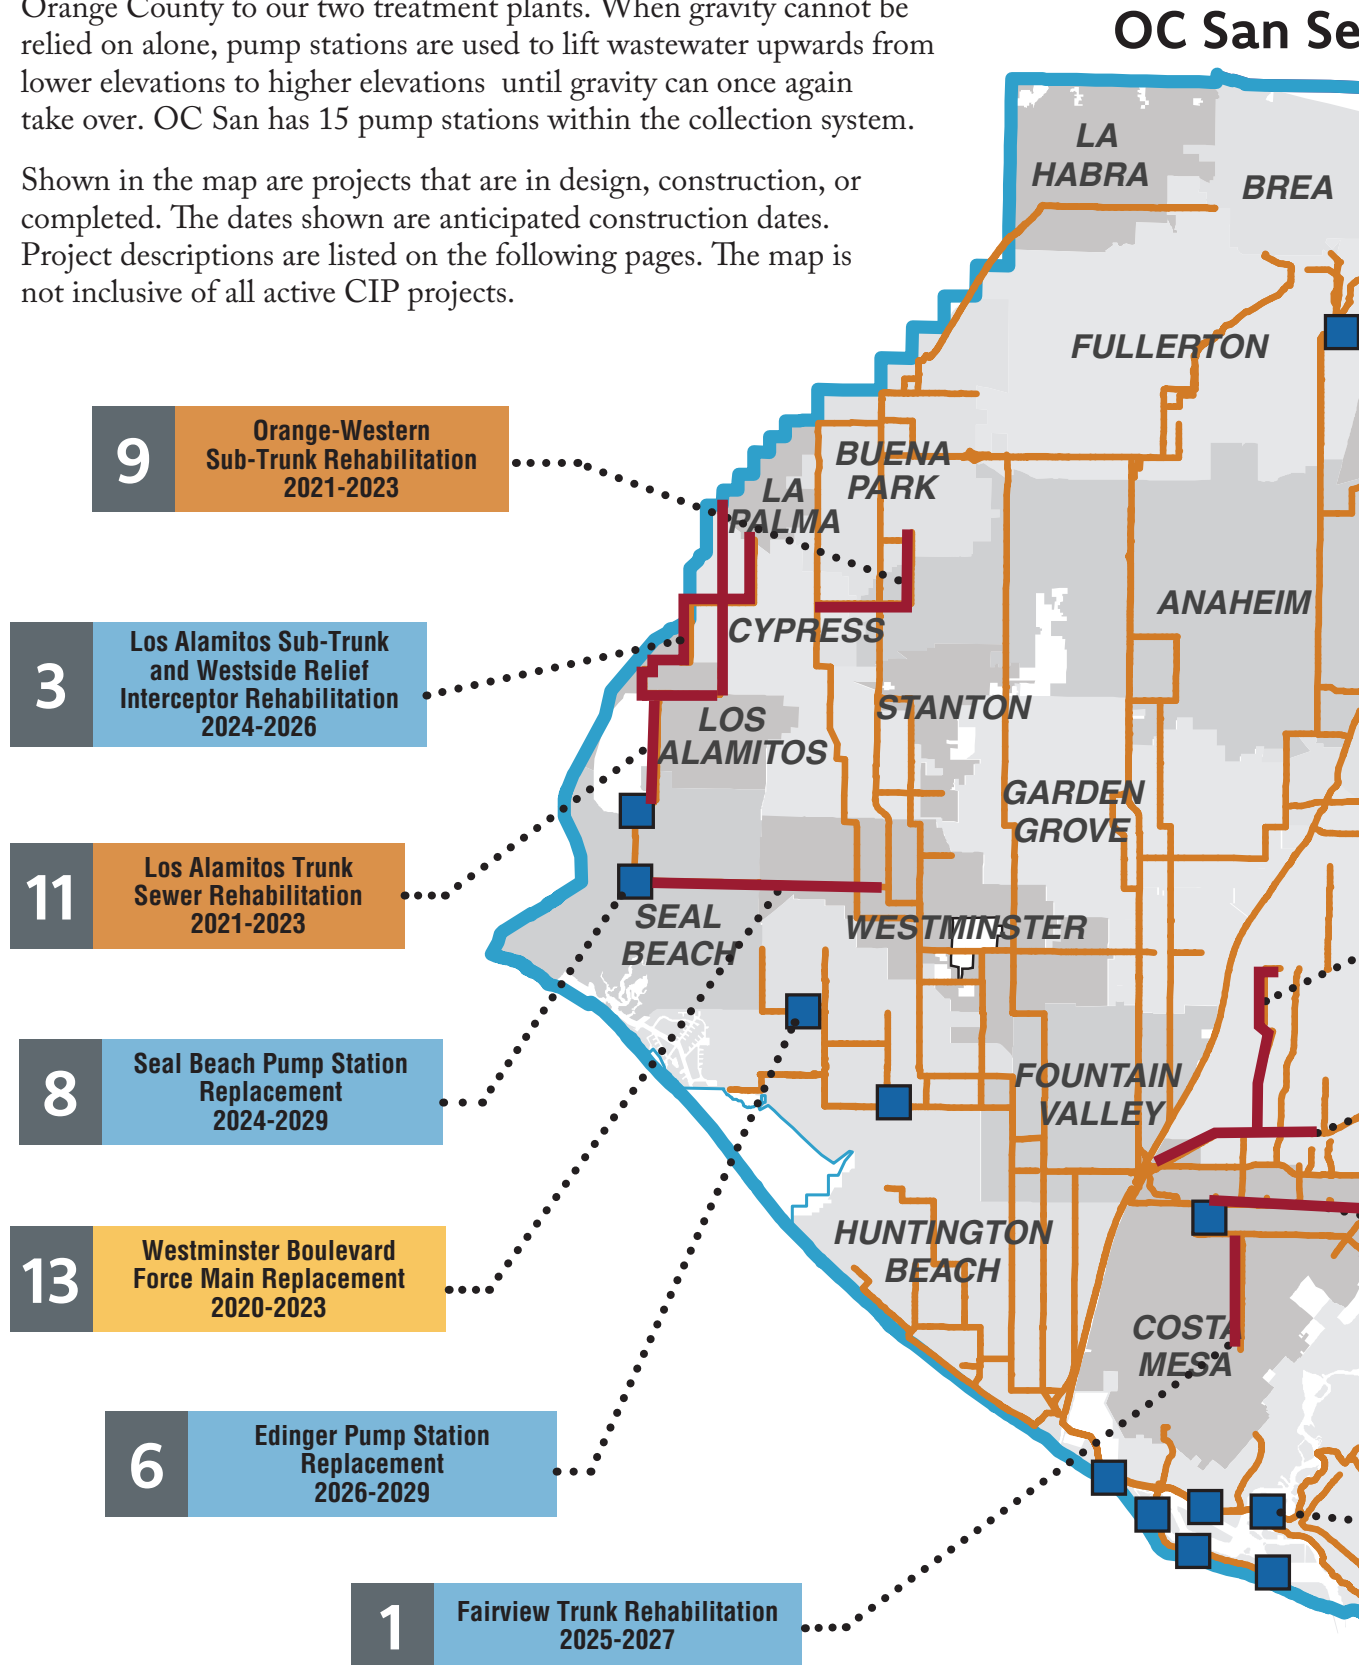 Orange County to our two treatment plants. When gravity cannot be
relied on alone, pump stations are used to lift wastewater upwards from
lower elevations to higher elevations until gravity can once again
take over. OC San has 15 pump stations within the collection system.
Shown in the map are projects that are in design, construction, or
completed. The dates shown are anticipated construction dates.
Project descriptions are listed on the following pages. The map is
not inclusive of all active CIP projects.
OC San Se
LA
HABRA
BREA
FULLERTON
9
Orange-Western
Sub-Trunk Rehabilitation
2021-2023
BUENA
PARK
LA
PALMA
ANAHEIM
CYPRESS
3
Los Alamitos Sub-Trunk
and Westside Relief
Interceptor Rehabilitation
2024-2026
STANTON
LOS
ALAMITOS
GARDEN
GROVE
11
Los Alamitos Trunk
Sewer Rehabilitation
2021-2023
SEAL
BEACH
WESTMINSTER
8
Seal Beach Pump Station
Replacement
2024-2029
FOUNTAIN
VALLEY
13
Westminster Boulevard
Force Main Replacement
2020-2023
HUNTINGTON
BEACH
COSTA
MESA
6
Edinger Pump Station
Replacement
2026-2029
1
Fairview Trunk Rehabilitation
2025-2027